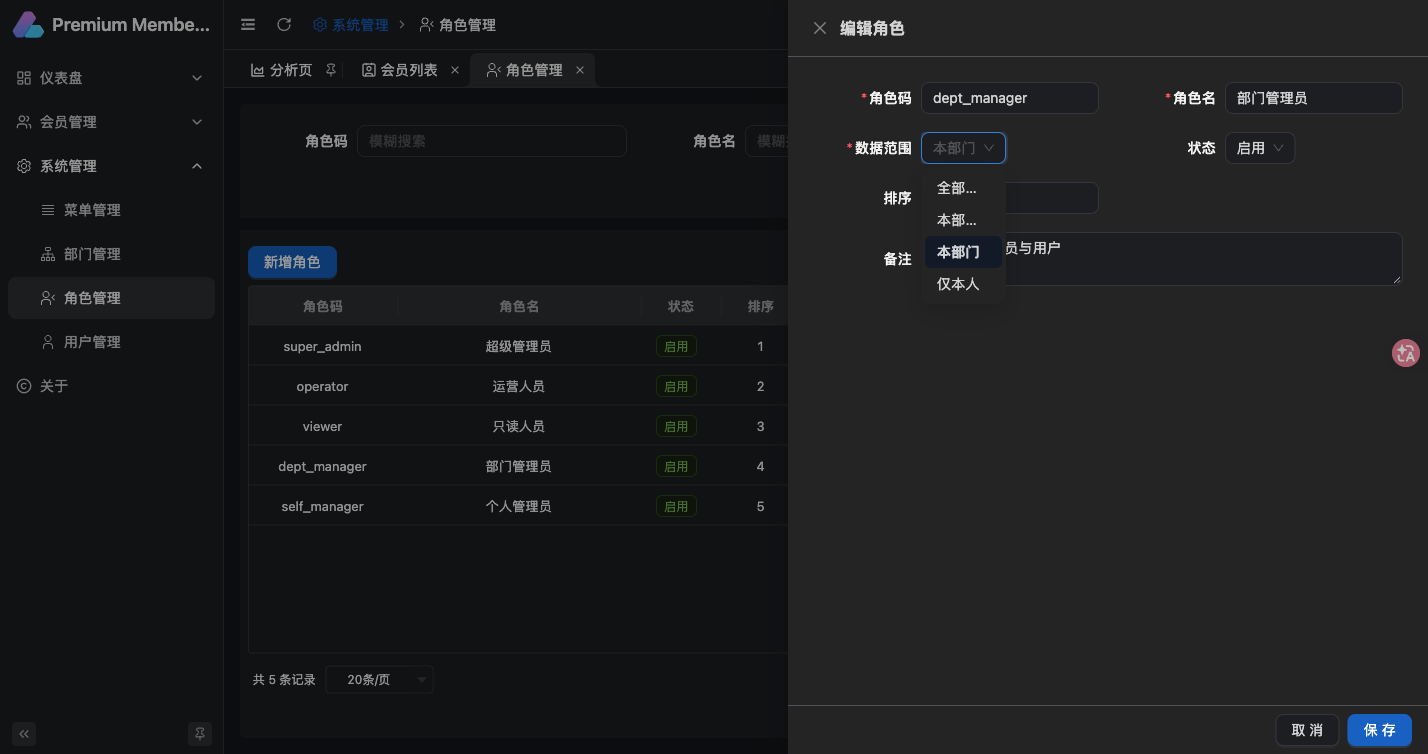 Premium Membe...
仪表盘
会员管理
系统管理
菜单管理
部门管理
角色管理
用户管理
关于
系统管理 角色管理
分析页 会员列表 角色管理
角色码 模糊搜索 角色名 模糊
新增角色
角色码 角色名 状态 排序
super_admin 超级管理员 启用 1
operator 运营人员 启用 2
viewer 只读人员 启用 3
dept_manager 部门管理员 启用 4
self_manager 个人管理员 启用 5
共 5 条记录 20条/页
编辑角色
*角色码 dept_manager *角色名 部门管理员
*数据范围 本部门 状态 启用
全部...
本部...
本部门
仅本人
排序
备注 员与用户
取 消 保 存